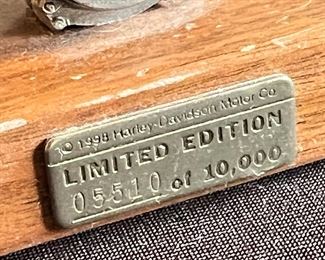 © 1998 Harley-Davidson Motor Co
LIMITED EDITION
05510 of 10,000